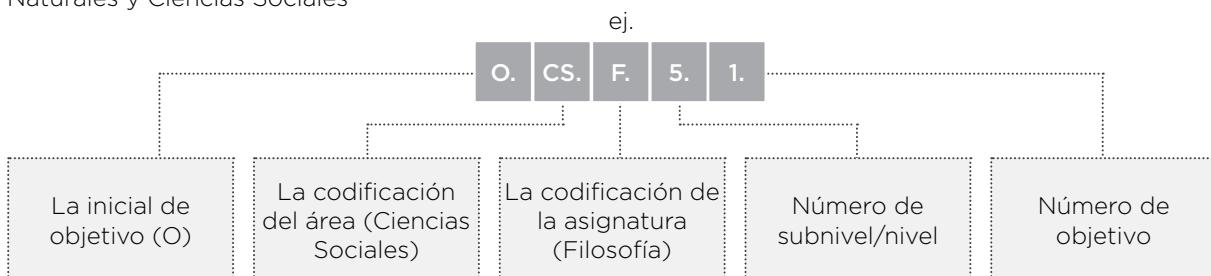 Naturales y Ciencias Sociales
ej.
O. CS. F. 5. 1.
La inicial de
objetivo (O)
La codificación
del área (Ciencias
Sociales)
La codificación de
la asignatura
(Filosofía)
Número de
subnivel/nivel
Número de
objetivo